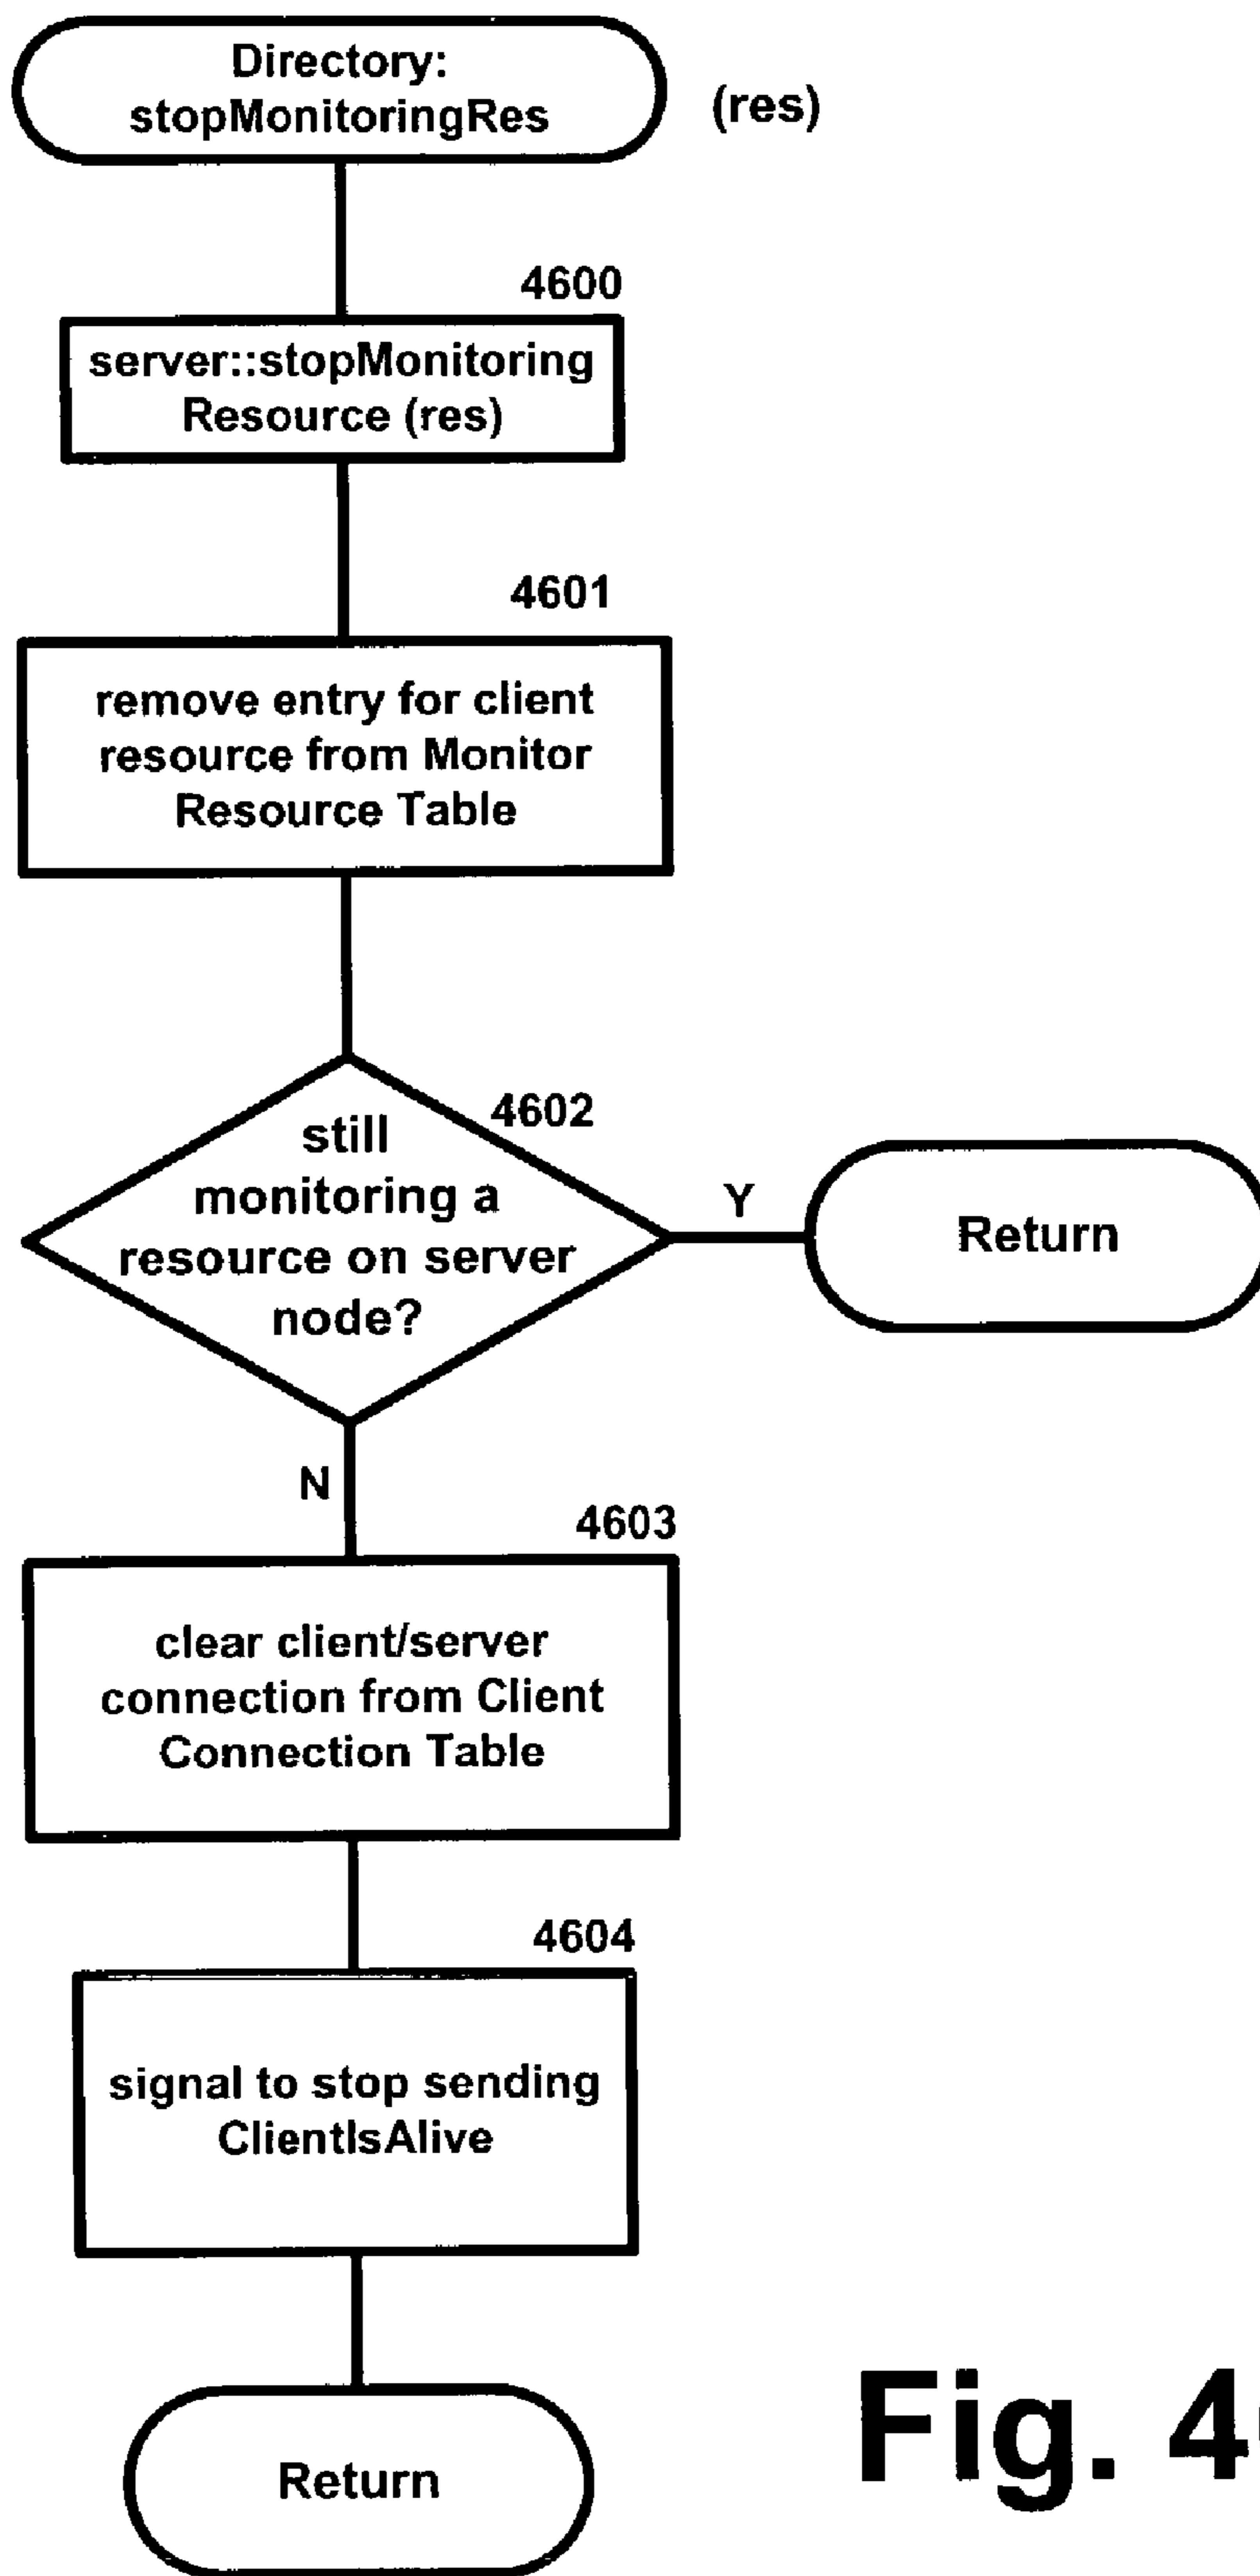 Directory:
stopMonitoringRes
(res)
4600
server::stopMonitoring
Resource (res)
4601
remove entry for client
resource from Monitor
Resource Table
4602
still
monitoring a
resource on server
node?
Y
Return
N
4603
clear client/server
connection from Client
Connection Table
4604
signal to stop sending
ClientIsAlive
Return
Fig. 4